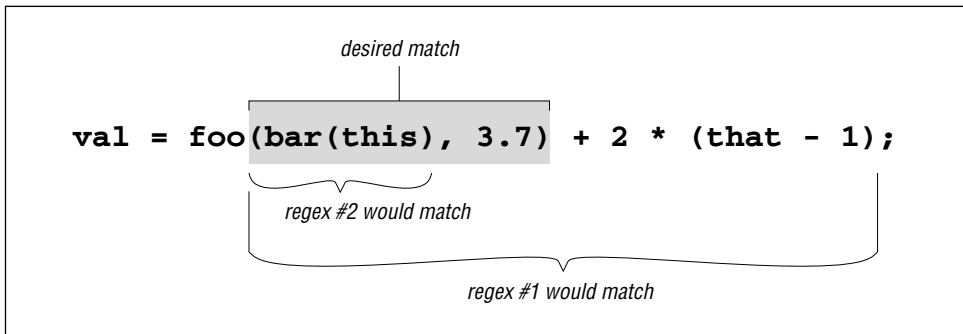 desired match
val = foo(bar(this), 3.7) + 2 * (that - 1);
regex #2 would match
regex #1 would match